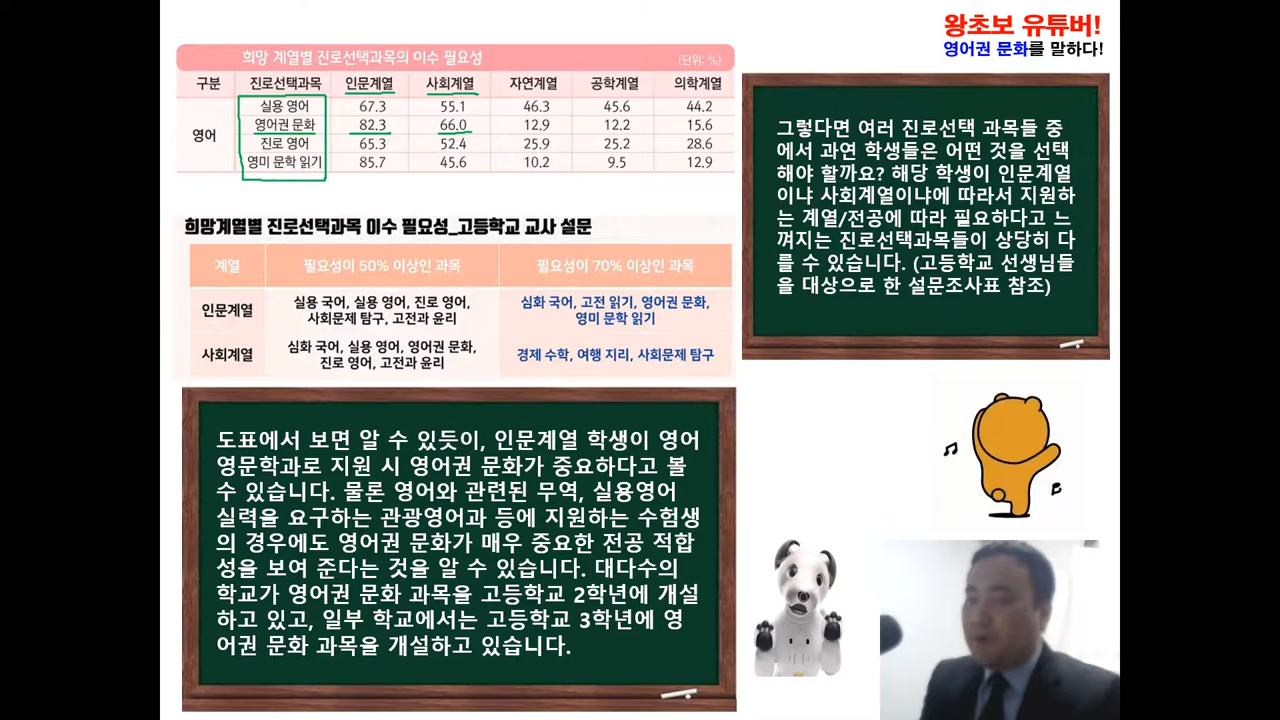 왕초보 유튜버!
영어권 문화를 말하다!
희망 계열별 진로선택과목의 이수 필요성
(단위: %)
구분 진로선택과목 인문계열 사회계열 자연계열 공학계열 의학계열
영어
실용 영어 67.3 55.1 46.3 45.6 44.2
영어권 문화 82.3 66.0 12.9 12.2 15.6
진로 영어 65.3 52.4 25.9 25.2 28.6
영미 문학 읽기 85.7 45.6 10.2 9.5 12.9
그렇다면 여러 진로선택 과목들 중
에서 과연 학생들은 어떤 것을 선택
해야 할까요? 해당 학생이 인문계열
이냐 사회계열이냐에 따라서 지원하
는 계열/전공에 따라 필요하다고 느
껴지는 진로선택과목들이 상당히 다
를 수 있습니다. (고등학교 선생님들
을 대상으로 한 설문조사표 참조)
희망계열별 진로선택과목 이수 필요성_고등학교 교사 설문
계열 필요성이 50% 이상인 과목 필요성이 70% 이상인 과목
인문계열
실용 국어, 실용 영어, 진로 영어,
사회문제 탐구, 고전과 윤리
심화 국어, 고전 읽기, 영어권 문화,
영미 문학 읽기
사회계열
심화 국어, 실용 영어, 영어권 문화,
진로 영어, 고전과 윤리
경제 수학, 여행 지리, 사회문제 탐구
도표에서 보면 알 수 있듯이, 인문계열 학생이 영어
영문학과로 지원 시 영어권 문화가 중요하다고 볼
수 있습니다. 물론 영어와 관련된 무역, 실용영어
실력을 요구하는 관광영어과 등에 지원하는 수험생
의 경우에도 영어권 문화가 매우 중요한 전공 적합
성을 보여 준다는 것을 알 수 있습니다. 대다수의
학교가 영어권 문화 과목을 고등학교 2학년에 개설
하고 있고, 일부 학교에서는 고등학교 3학년에 영
어권 문화 과목을 개설하고 있습니다.